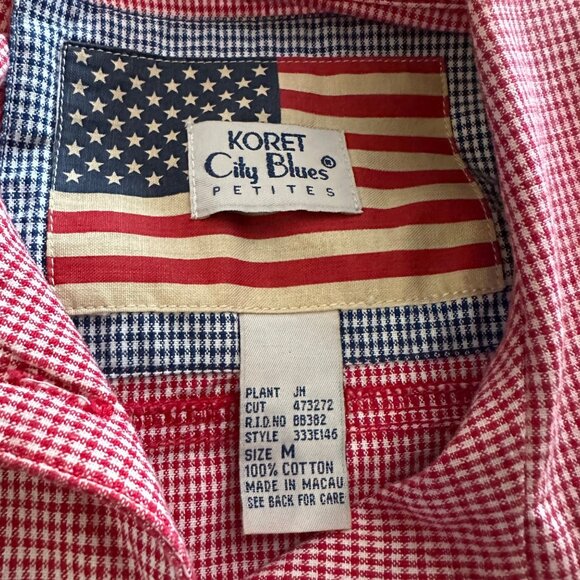 KORET
City Blues®
PETITES
PLANT JH
CUT 473272
R.I.D.NO BB382
STYLE 333E146
SIZE M
100% COTTON
MADE IN MACAU
SEE BACK FOR CARE